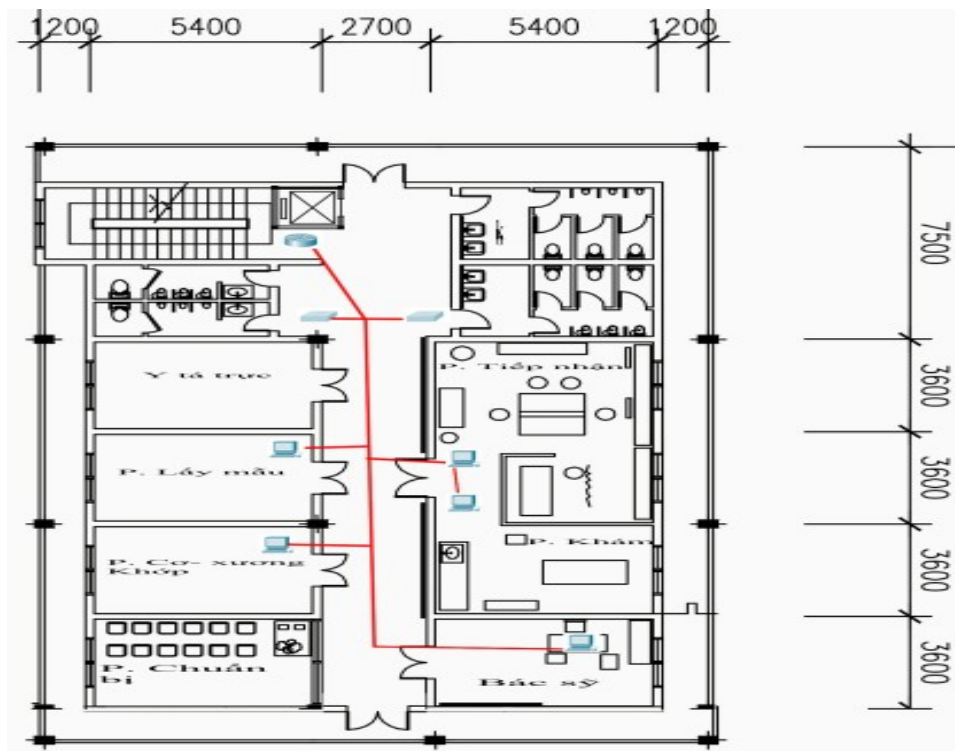 1200 5400 2700 5400 1200
7500
P. Tiếp nhận
Y tá trực
3600
P. Lấy mẫu
3600
P. Khám
P. Cơ- xương
Khớp
3600
P. Chuẩn
bị
Bác sỹ
3600